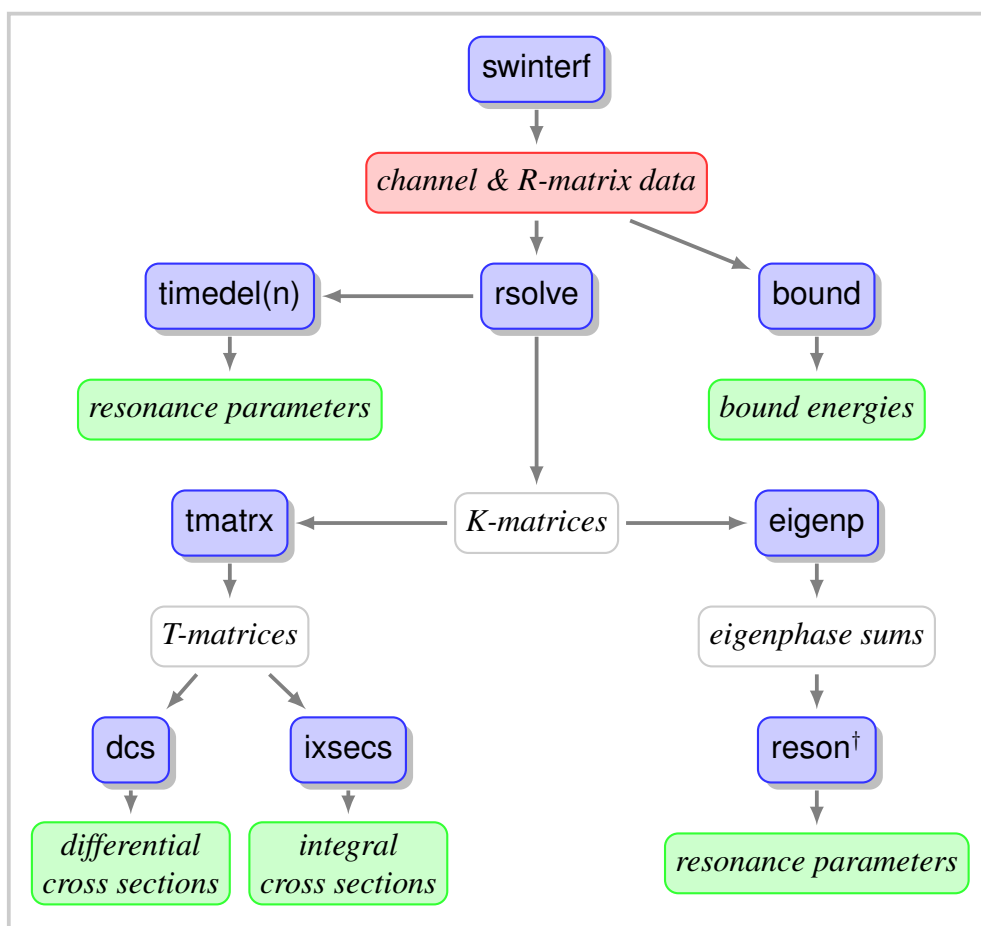 swinterf
channel & R-matrix data
timedel(n)
rsolve
bound
resonance parameters
bound energies
tmatrx
K-matrices
eigenp
T-matrices
eigenphase sums
dcs
ixsecs
reson†
differential
cross sections
integral
cross sections
resonance parameters